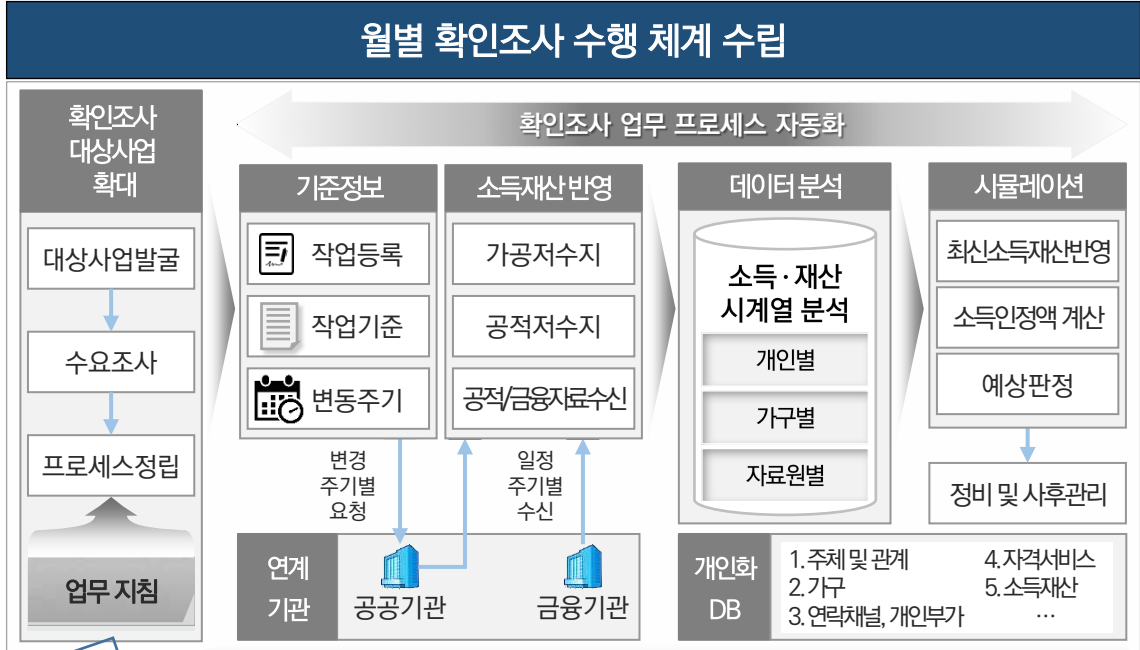 월별 확인조사 수행 체계 수립
확인조사
대상사업
확대
대상사업발굴
수요조사
프로세스정립
업무 지침
확인조사 업무 프로세스 자동화
기준정보
작업등록
작업기준
변동주기
소득재산 반영
가공저수지
공적저수지
공적/금융자료수신
변경
주기별
요청
일정
주기별
수신
연계
기관
공공기관
금융기관
데이터 분석
소득·재산
시계열 분석
개인별
가구별
자료원별
시뮬레이션
최신소득재산반영
소득인정액 계산
예상판정
정비 및 사후관리
개인화
DB
1. 주체 및 관계
2. 가구
3. 연락채널, 개인부가
4. 자격서비스
5. 소득재산
…